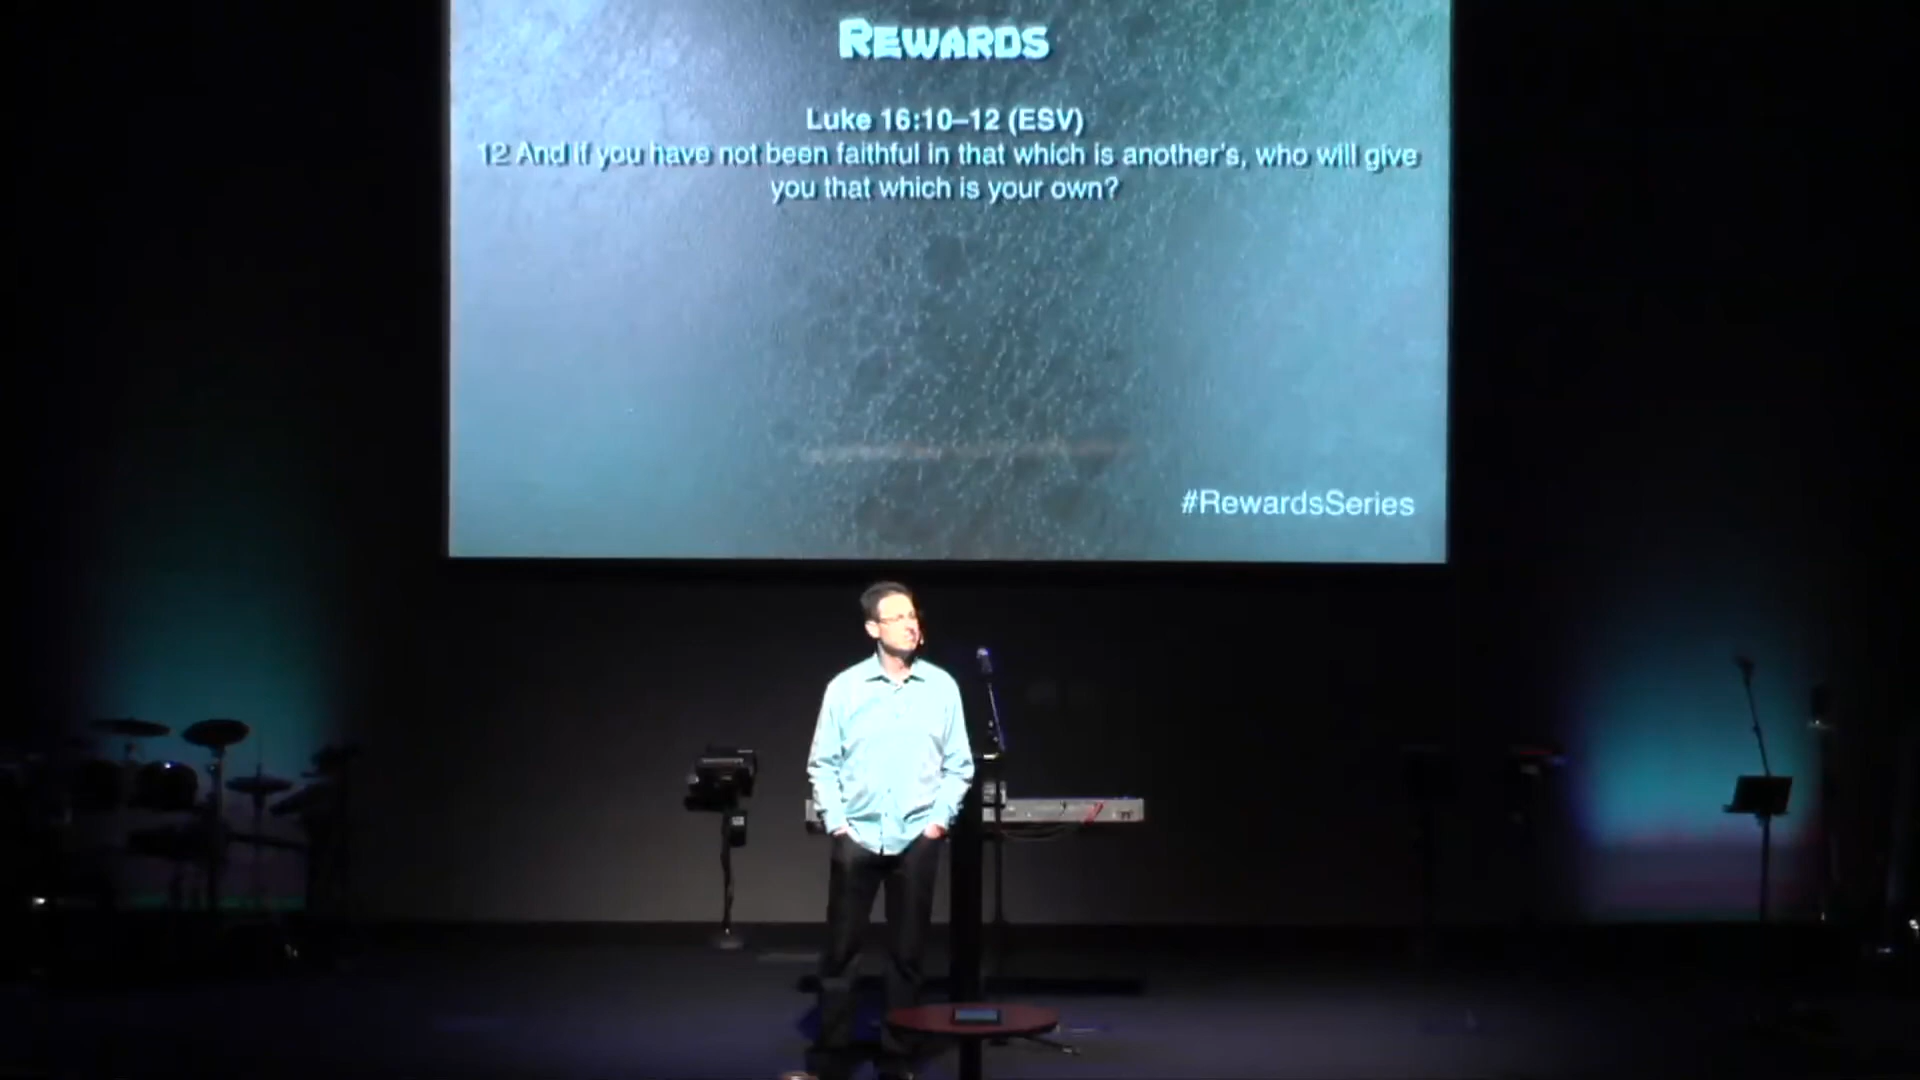 REWARDS
Luke 16:10–12 (ESV)
12 And if you have not been faithful in that which is another's, who will give
you that which is your own?
#RewardsSeries